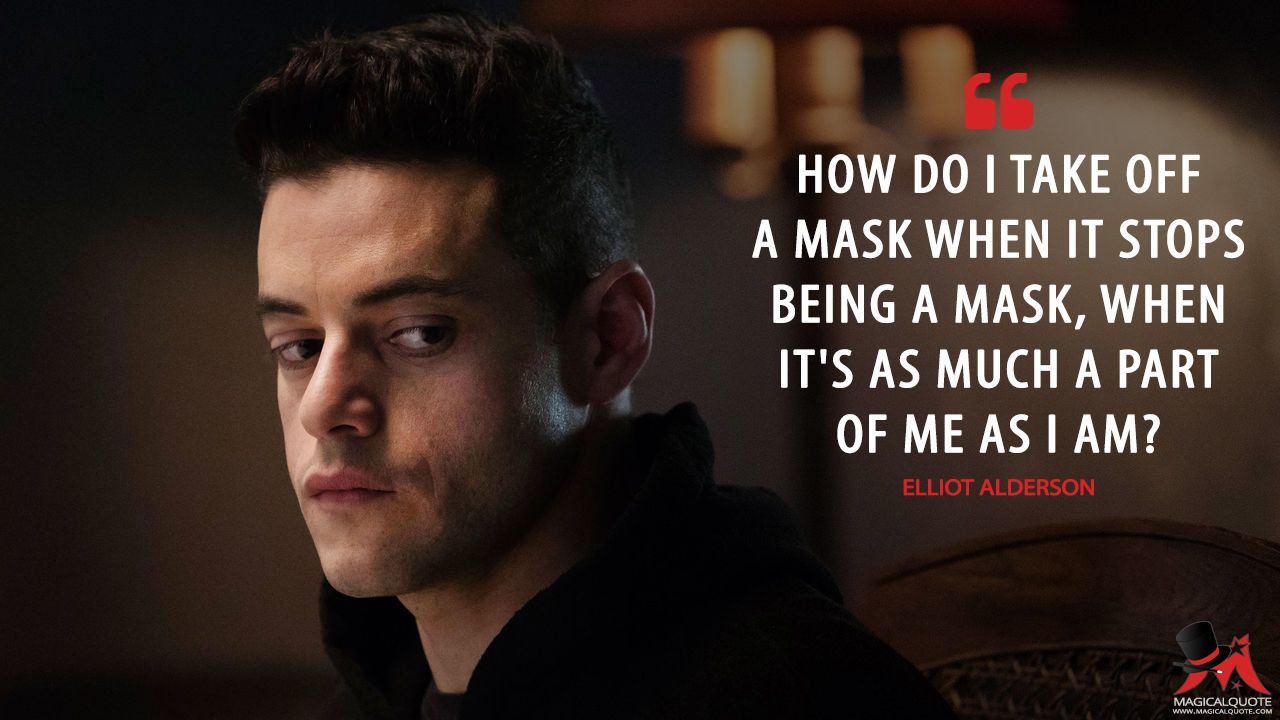 ❝
HOW DO I TAKE OFF
A MASK WHEN IT STOPS
BEING A MASK, WHEN
IT'S AS MUCH A PART
OF ME AS I AM?
ELLIOT ALDERSON
MAGICALQUOTE
WWW.MAGICALQUOTE.COM